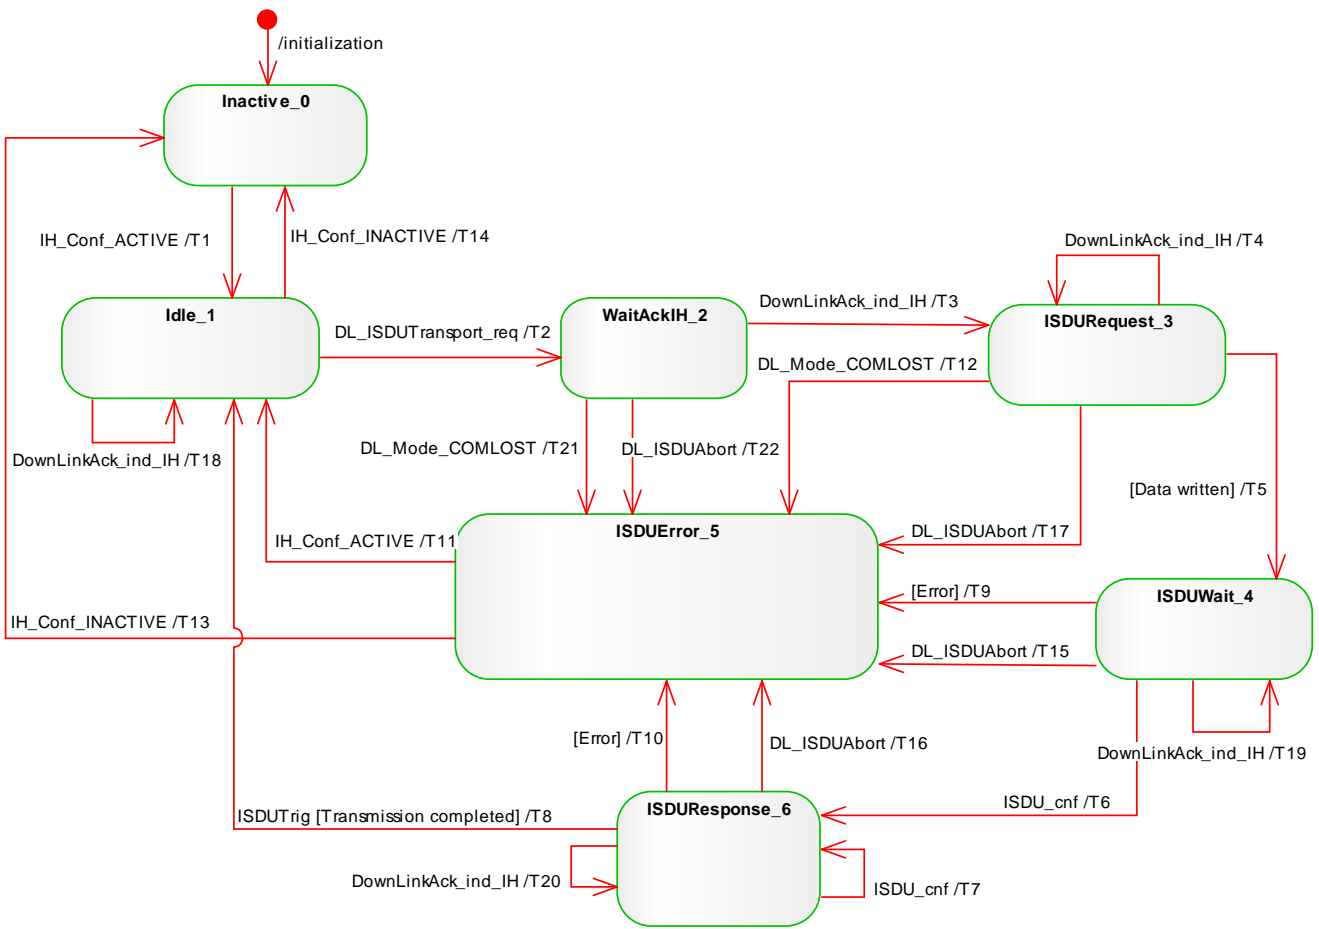 /initialization
Inactive_0
IH_Conf_ACTIVE /T1
IH_Conf_INACTIVE /T14
DownLinkAck_ind_IH /T4
Idle_1
WaitAckIH_2
DownLinkAck_ind_IH /T3
ISDURequest_3
DL_ISDUTransport_req /T2
DL_Mode_COMLOST /T12
DownLinkAck_ind_IH /T18
DL_Mode_COMLOST /T21
DL_ISDUAbort /T22
[Data written] /T5
ISDUError_5
IH_Conf_ACTIVE /T11
DL_ISDUAbort /T17
[Error] /T9
ISDUWait_4
IH_Conf_INACTIVE /T13
DL_ISDUAbort /T15
[Error] /T10
DL_ISDUAbort /T16
DownLinkAck_ind_IH /T19
ISDUTrig [Transmission completed] /T8
ISDUResponse_6
ISDU_cnf /T6
DownLinkAck_ind_IH /T20
ISDU_cnf /T7